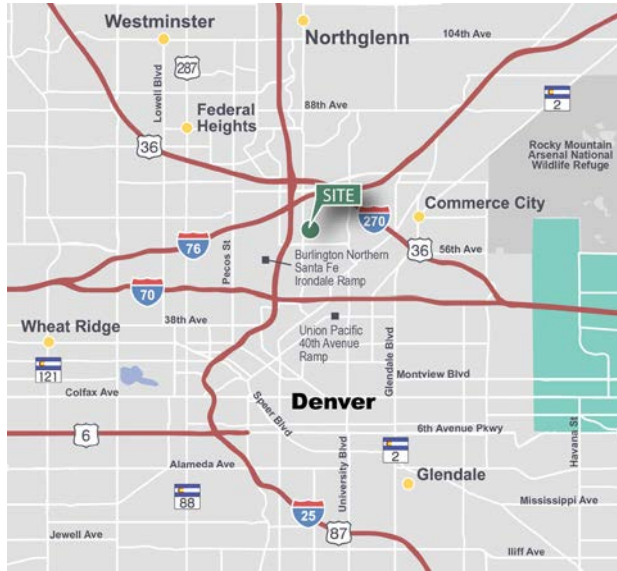 Westminster
Northglenn
104th Ave
287
Lowell Blvd
2
88th Ave
Federal
Heights
36
Rocky Mountain
Arsenal National
Wildlife Refuge
SITE
Commerce City
270
76
Pecos St
36
56th Ave
Burlington Northern
Santa Fe
Irondale Ramp
70
38th Ave
Wheat Ridge
Union Pacific
40th Avenue
Ramp
Glendale Blvd
121
Montview Blvd
Colfax Ave
Speer Blvd
Denver
6
6th Avenue Pkwy
Havana St
University Blvd
2
Alameda Ave
Glendale
88
Mississippi Ave
25
87
Jewell Ave
Iliff Ave